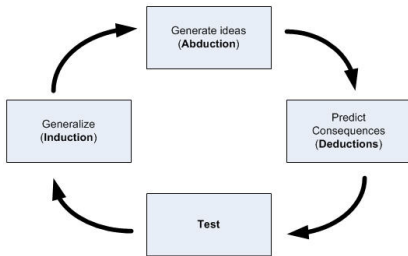 Generate ideas
(Abduction)
Generalize
(Induction)
Predict
Consequences
(Deductions)
Test